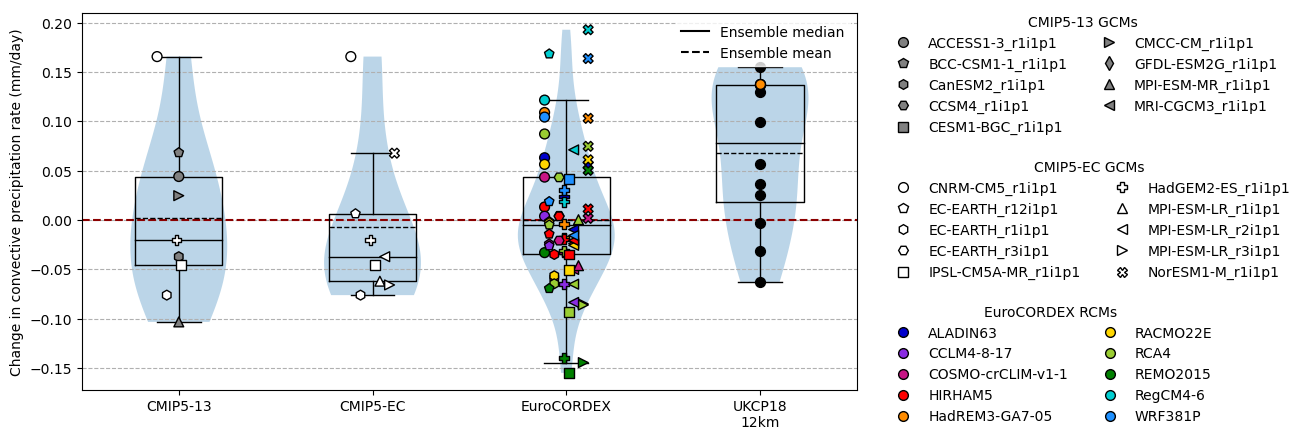 Change in convective precipitation rate (mm/day)
0.20
0.15
0.10
0.05
0.00
−0.05
−0.10
−0.15
Ensemble median
Ensemble mean
CMIP5-13
CMIP5-EC
EuroCORDEX
UKCP18
12km
CMIP5-13 GCMs
ACCESS1-3_r1i1p1
BCC-CSM1-1_r1i1p1
CanESM2_r1i1p1
CCSM4_r1i1p1
CESM1-BGC_r1i1p1
CMCC-CM_r1i1p1
GFDL-ESM2G_r1i1p1
MPI-ESM-MR_r1i1p1
MRI-CGCM3_r1i1p1
CMIP5-EC GCMs
CNRM-CM5_r1i1p1
EC-EARTH_r12i1p1
EC-EARTH_r1i1p1
EC-EARTH_r3i1p1
IPSL-CM5A-MR_r1i1p1
HadGEM2-ES_r1i1p1
MPI-ESM-LR_r1i1p1
MPI-ESM-LR_r2i1p1
MPI-ESM-LR_r3i1p1
NorESM1-M_r1i1p1
EuroCORDEX RCMs
ALADIN63
CCLM4-8-17
COSMO-crCLIM-v1-1
HIRHAM5
HadREM3-GA7-05
RACMO22E
RCA4
REMO2015
RegCM4-6
WRF381P